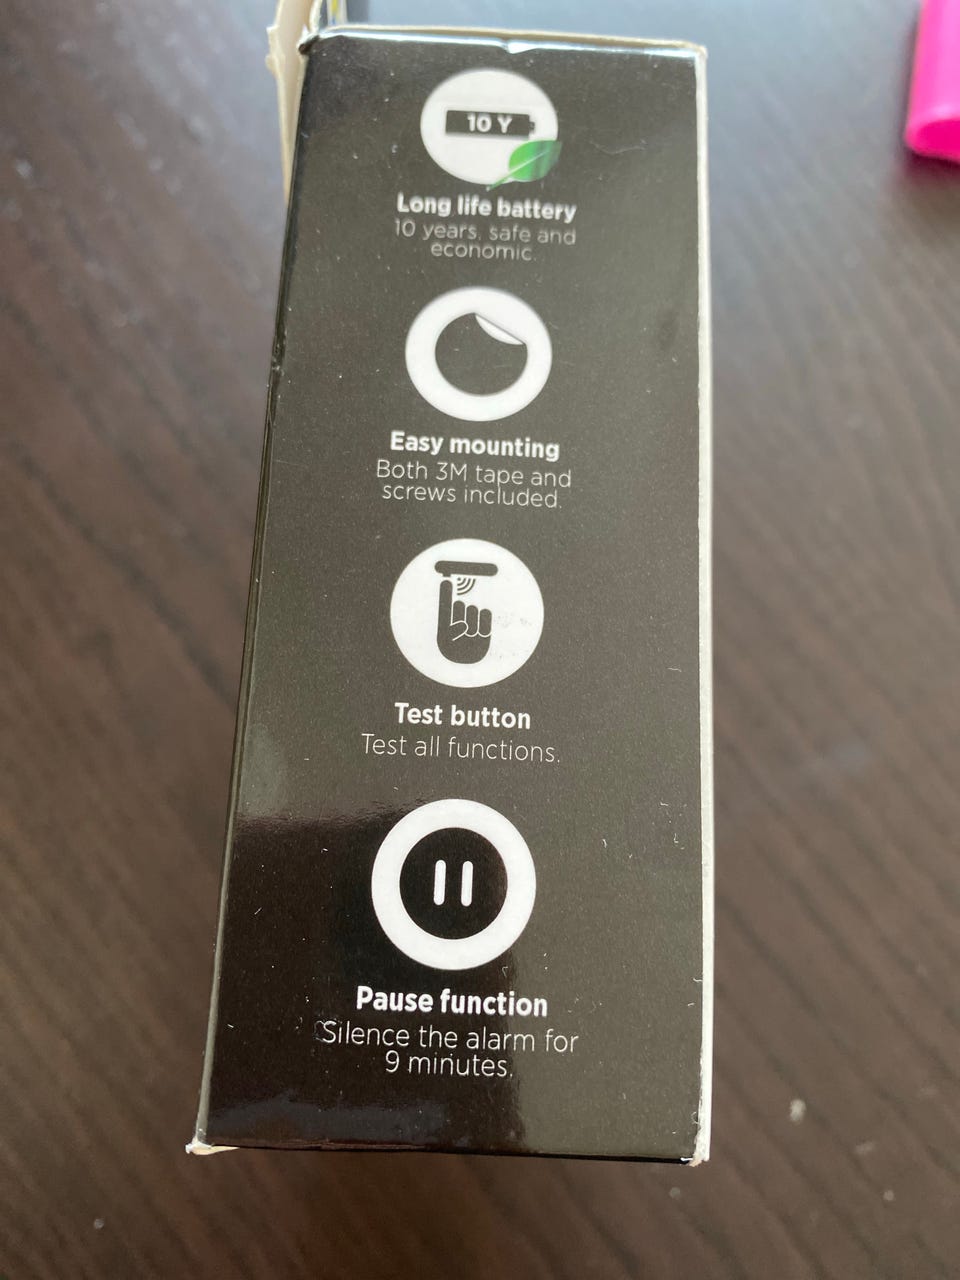 10 Y
Long life battery
10 years, safe and
economic.
Easy mounting
Both 3M tape and
screws included.
Test button
Test all functions.
Pause function
Silence the alarm for
9 minutes.